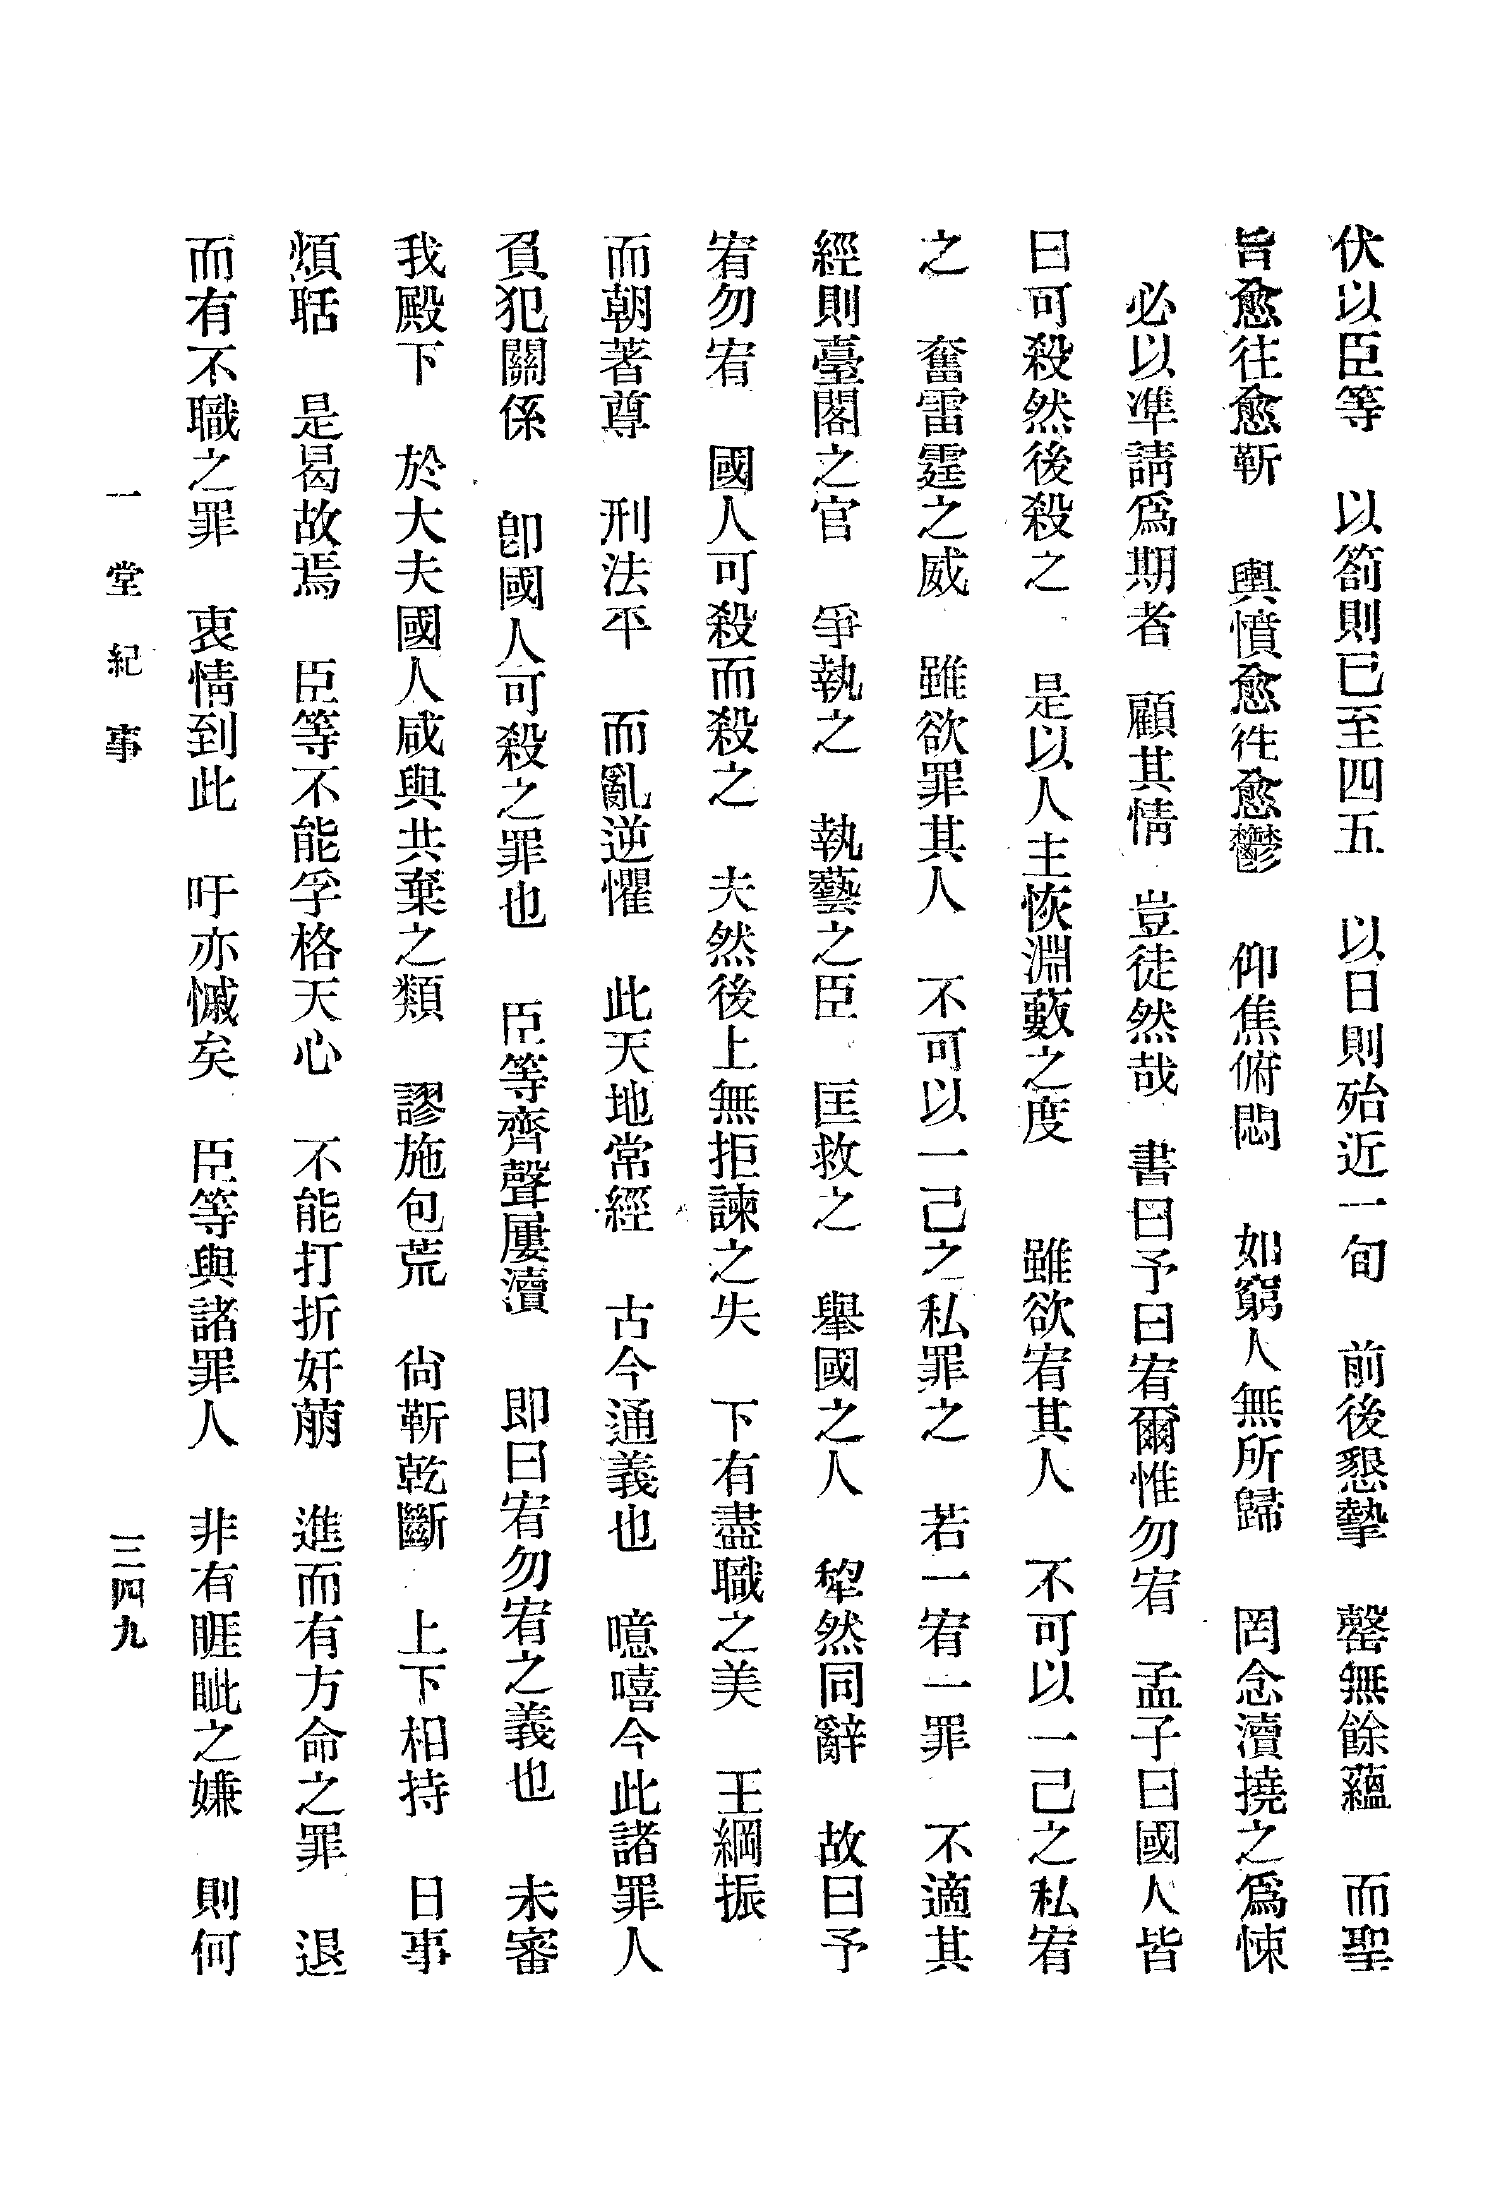 伏以臣等 以箚則已至四五 以日則殆近一旬 前後懇摯 罄無餘蘊 而聖
旨愈往愈靳 輿憤愈徃愈鬱 仰焦俯悶 如窮人無所歸 罔念瀆撓之爲悚
必以準請爲期者 顧其情 豈徒然哉 書曰予曰宥爾惟勿宥 孟子曰國人皆
曰可殺然後殺之 是以人主恢淵藪之度 雖欲宥其人 不可以一己之私宥
之 奮雷霆之威 雖欲罪其人 不可以一己之私罪之 若一宥一罪 不適其
經則臺閣之官 爭執之 執藝之臣 匡救之 舉國之人 犂然同辭 故曰予
宥勿宥 國人可殺而殺之 夫然後上無拒諫之失 下有盡職之美 王綱振
而朝著尊 刑法平 而亂逆懼 此天地常經 古今通義也 噫嘻今此諸罪人
負犯關係 卽國人可殺之罪也 臣等齊聲屢瀆 即曰宥勿宥之義也 未審
我殿下 於大夫國人咸與共棄之類 謬施包荒 尙靳乾斷 上下相持 日事
煩聒 是曷故焉 臣等不能孚格天心 不能打折奸萠 進而有方命之罪 退
而有不職之罪 衷情到此 吁亦慽矣 臣等與諸罪人 非有睚眦之嫌 則何
一堂紀事 三四九